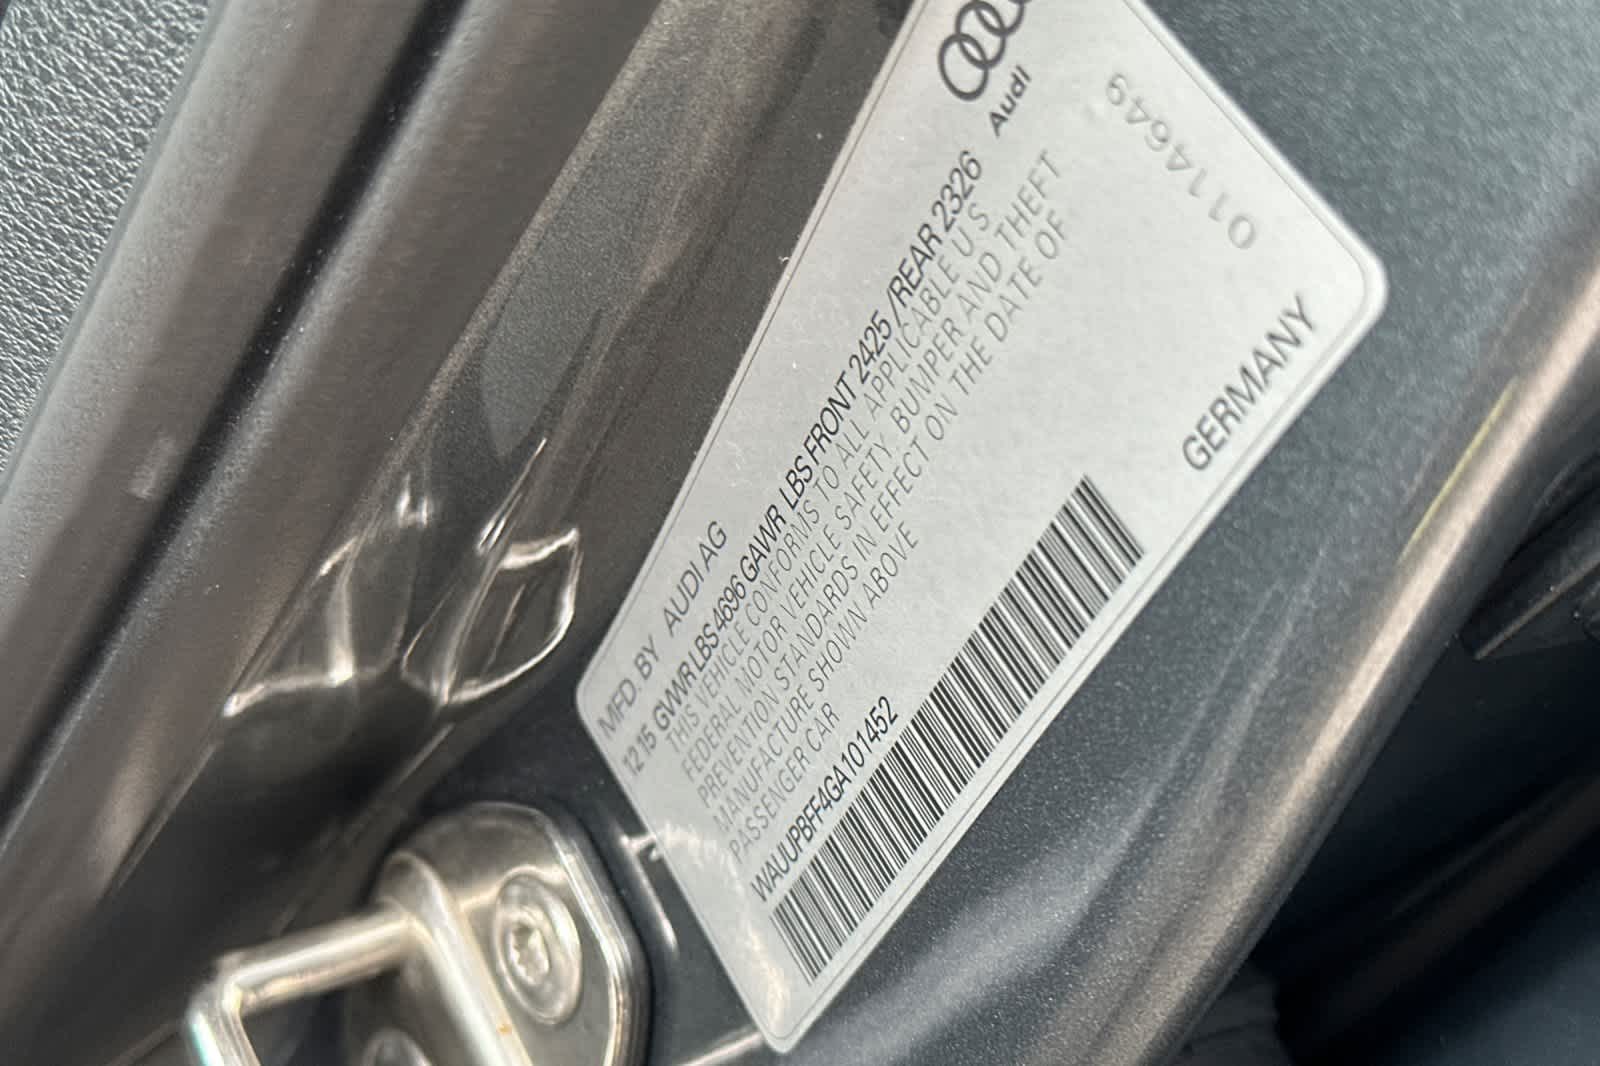 Audi
0114649
MFD. BY AUDI AG
12 15 GVWR LBS 4696 GAWR LBS FRONT 2425 / REAR 2326
THIS VEHICLE CONFORMS TO ALL APPLICABLE U S
FEDERAL MOTOR VEHICLE SAFETY, BUMPER AND THEFT
PREVENTION STANDARDS IN EFFECT ON THE DATE OF
MANUFACTURE SHOWN ABOVE
PASSENGER CAR
WAUUPBFF4GA101452
GERMANY